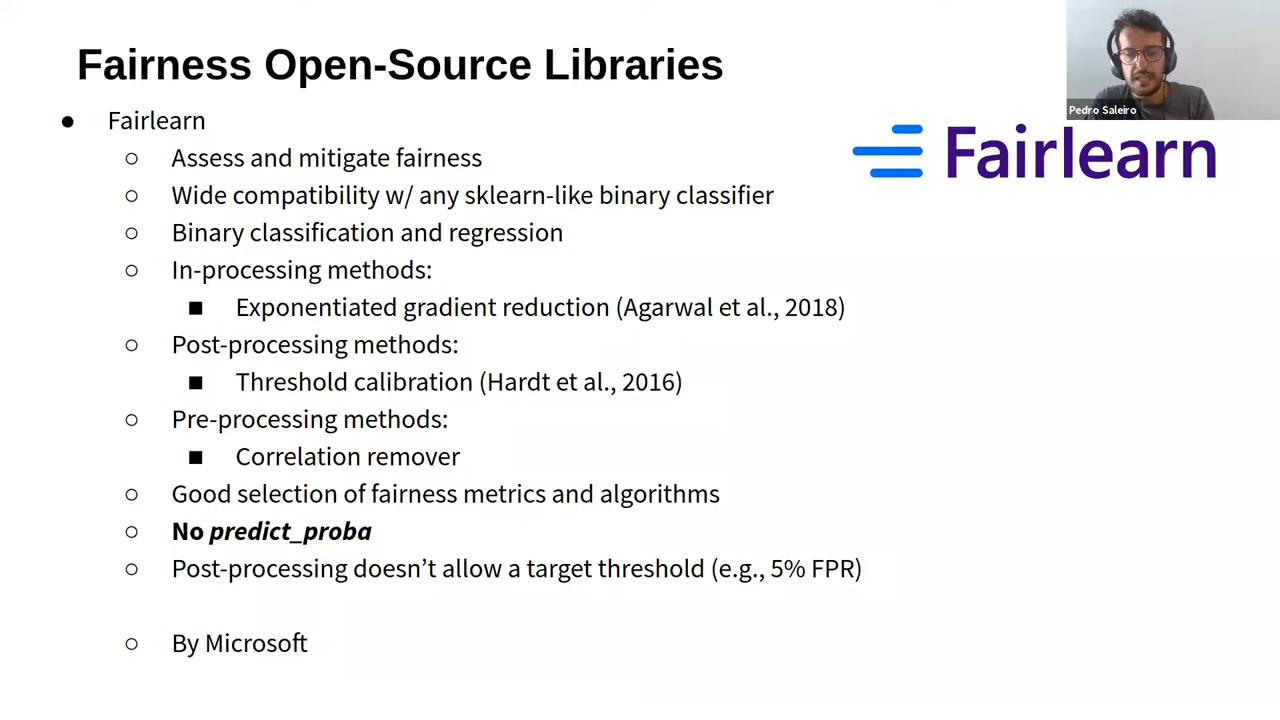 Fairness Open-Source Libraries
Pedro Saleiro
Fairlearn
● Fairlearn
○ Assess and mitigate fairness
○ Wide compatibility w/ any sklearn-like binary classifier
○ Binary classification and regression
○ In-processing methods:
■ Exponentiated gradient reduction (Agarwal et al., 2018)
○ Post-processing methods:
■ Threshold calibration (Hardt et al., 2016)
○ Pre-processing methods:
■ Correlation remover
○ Good selection of fairness metrics and algorithms
○ No predict_proba
○ Post-processing doesn’t allow a target threshold (e.g., 5% FPR)
○ By Microsoft